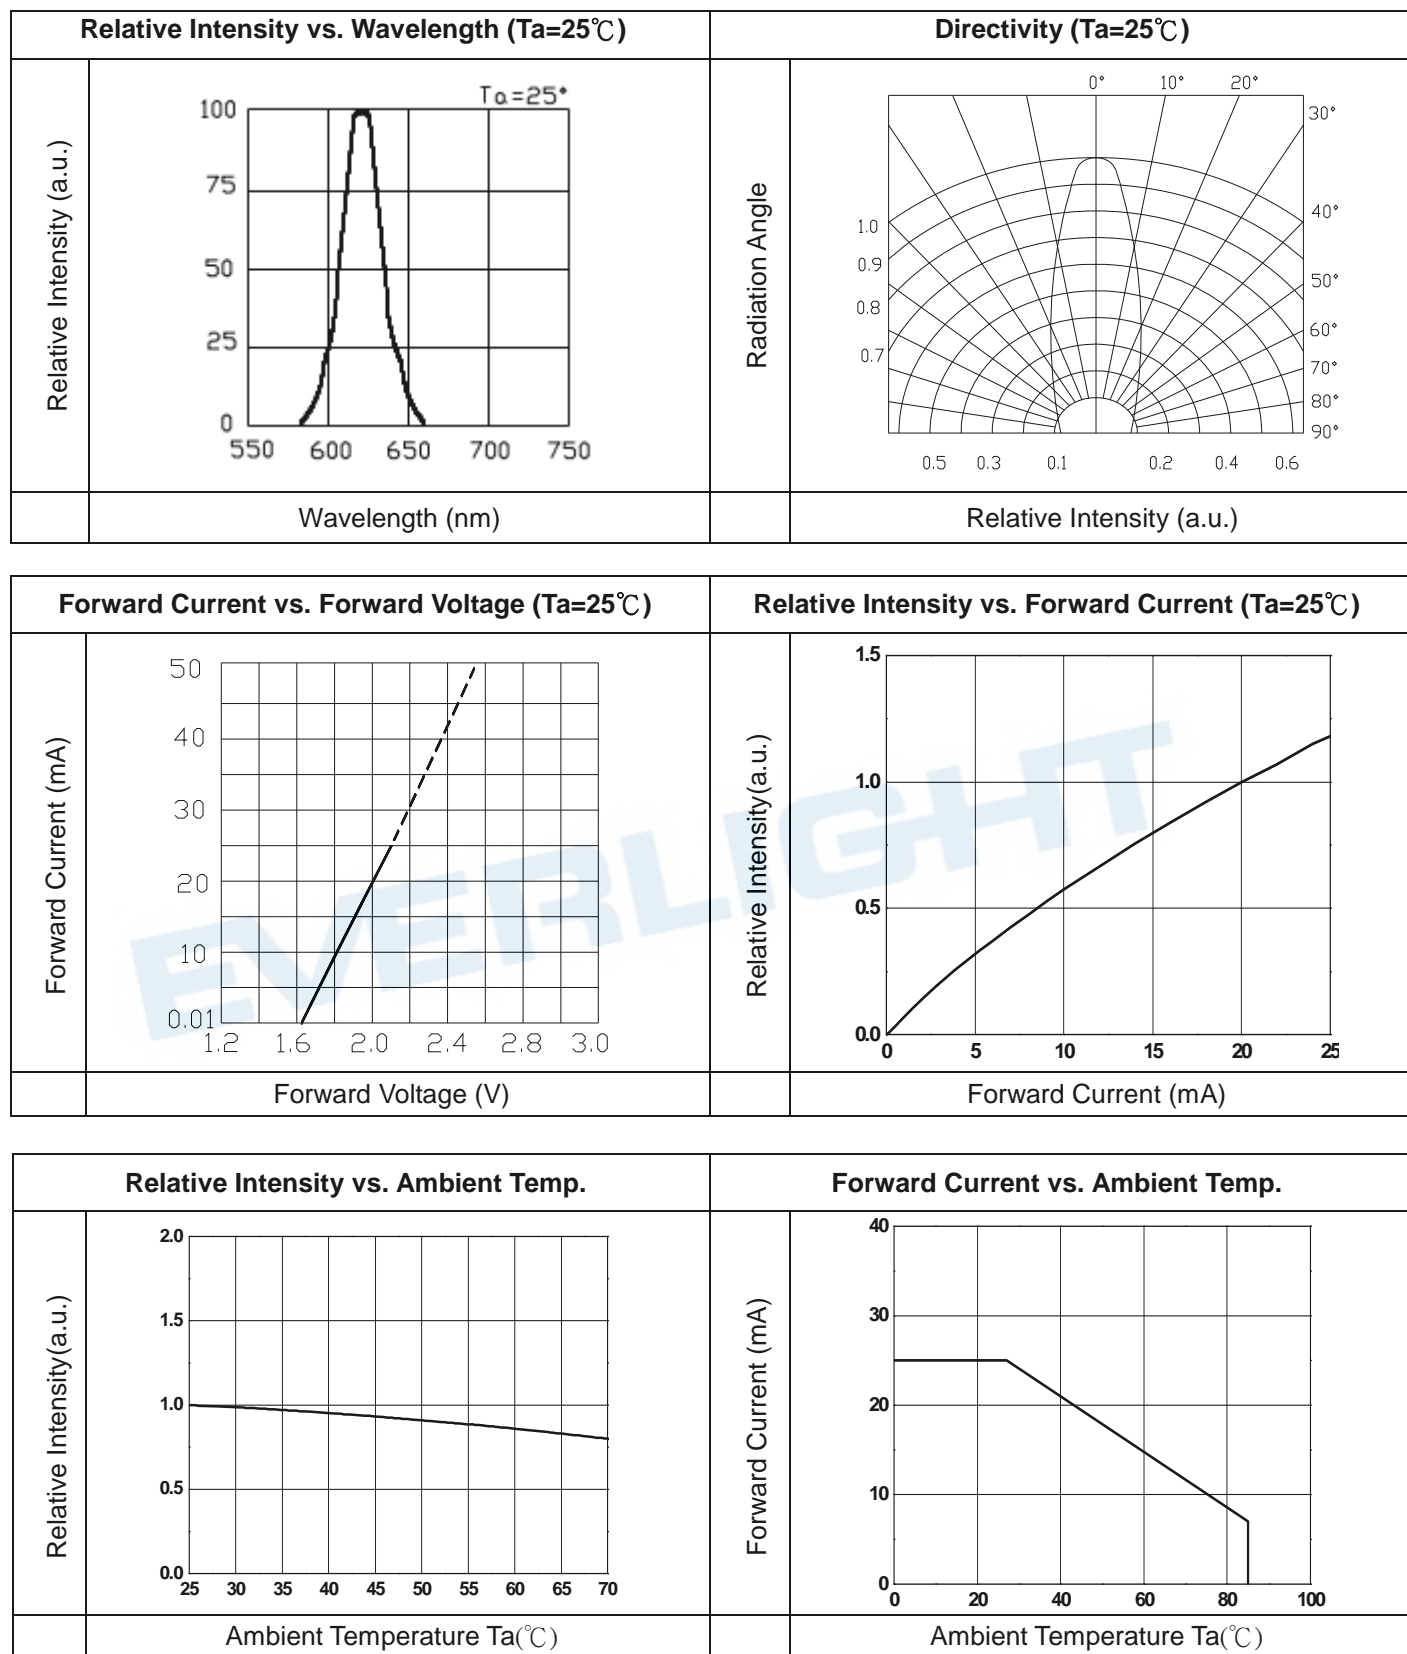 Relative Intensity vs. Wavelength (Ta=25℃)
Directivity (Ta=25℃)
Relative Intensity (a.u.)
Ta=25°
100
75
50
25
0
550 600 650 700 750
Wavelength (nm)
Radiation Angle
0° 10° 20°
30°
40°
50°
60°
70°
80°
90°
1.0
0.9
0.8
0.7
0.5 0.3 0.1 0.2 0.4 0.6
Relative Intensity (a.u.)
Forward Current vs. Forward Voltage (Ta=25℃)
Relative Intensity vs. Forward Current (Ta=25℃)
Forward Current (mA)
50
40
30
20
10
0.01
1.2 1.6 2.0 2.4 2.8 3.0
Forward Voltage (V)
Relative Intensity(a.u.)
1.5
1.0
0.5
0.0
0 5 10 15 20 25
Forward Current (mA)
EVERLIGHT
Relative Intensity vs. Ambient Temp.
Forward Current vs. Ambient Temp.
Relative Intensity(a.u.)
2.0
1.5
1.0
0.5
0.0
25 30 35 40 45 50 55 60 65 70
Ambient Temperature Ta(℃)
Forward Current (mA)
40
30
20
10
0
0 20 40 60 80 100
Ambient Temperature Ta(℃)